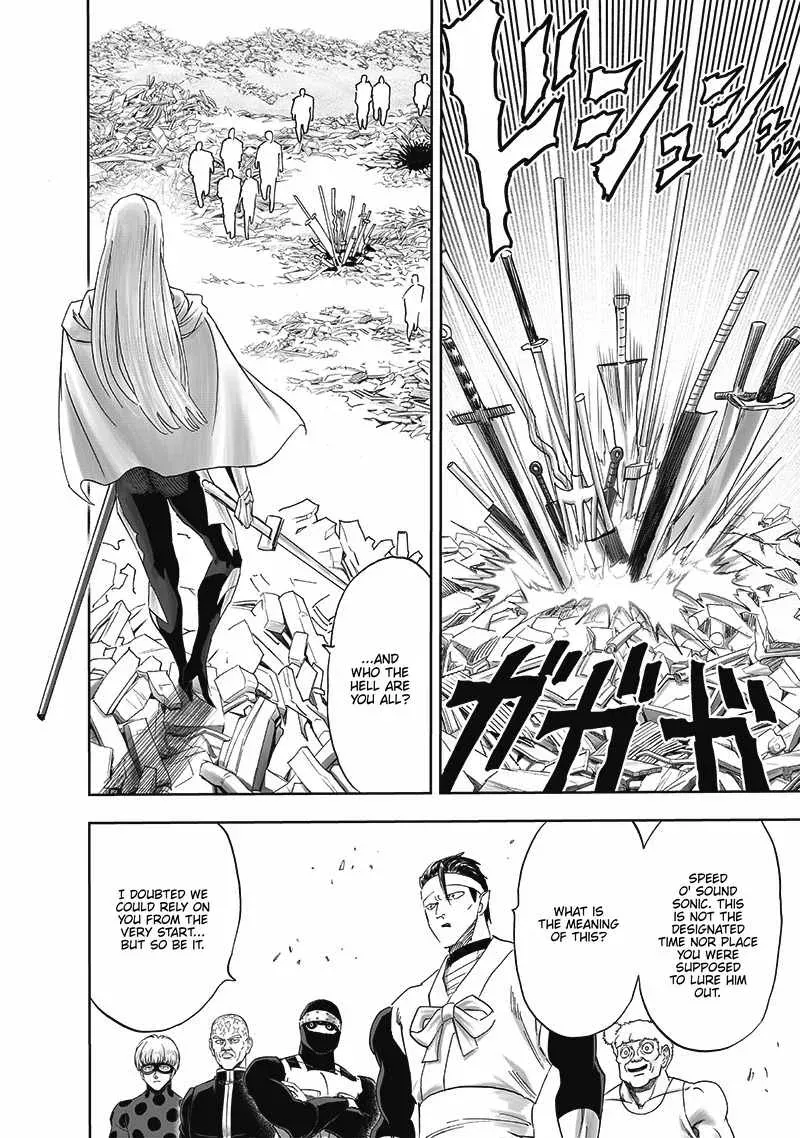 ドシュシュッ
ガガガ
...AND
WHO THE
HELL ARE
YOU ALL?
SPEED
O' SOUND
SONIC. THIS
IS NOT THE
DESIGNATED
TIME NOR PLACE
YOU WERE
SUPPOSED
TO LURE HIM
OUT.
WHAT IS
THE MEANING
OF THIS?
I DOUBTED WE
COULD RELY ON
YOU FROM THE
VERY START...
BUT SO BE IT.